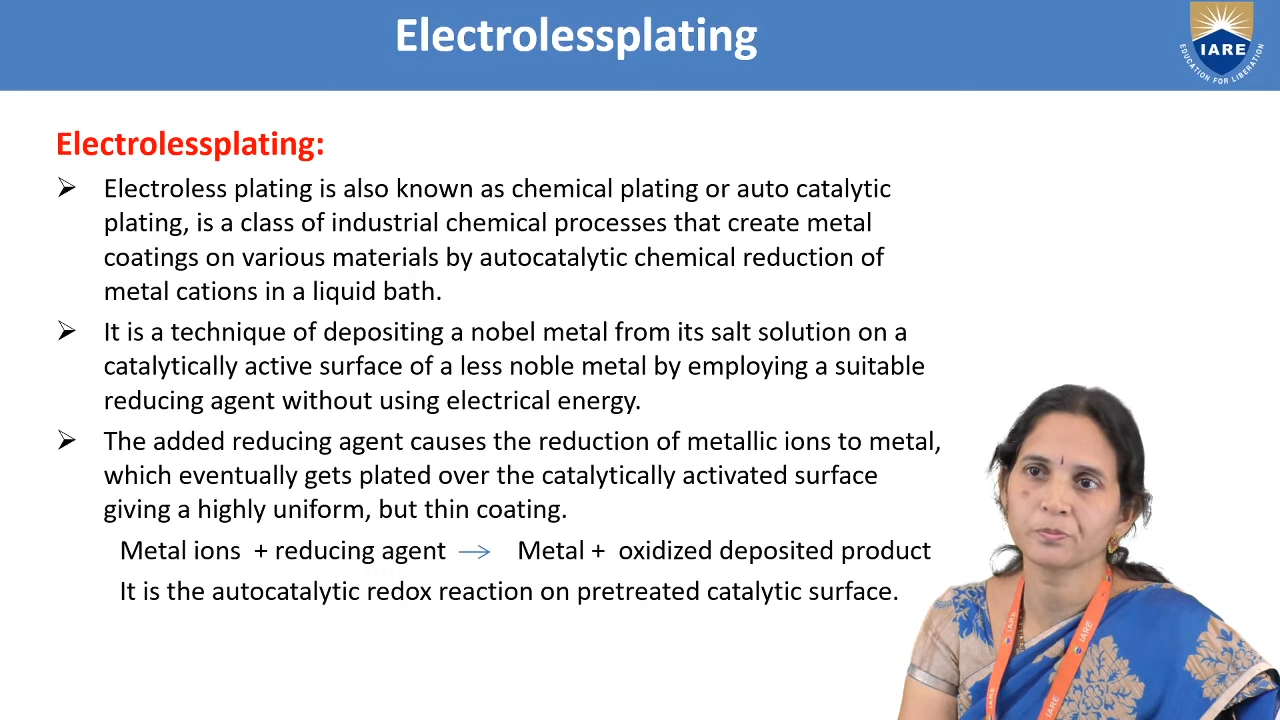 Electrolessplating
IARE
EDUCATION FOR LIBERATION
Electrolessplating:
➢ Electroless plating is also known as chemical plating or auto catalytic
plating, is a class of industrial chemical processes that create metal
coatings on various materials by autocatalytic chemical reduction of
metal cations in a liquid bath.
➢ It is a technique of depositing a nobel metal from its salt solution on a
catalytically active surface of a less noble metal by employing a suitable
reducing agent without using electrical energy.
➢ The added reducing agent causes the reduction of metallic ions to metal,
which eventually gets plated over the catalytically activated surface
giving a highly uniform, but thin coating.
Metal ions + reducing agent → Metal + oxidized deposited product
It is the autocatalytic redox reaction on pretreated catalytic surface.
IARE
IARE
IARE